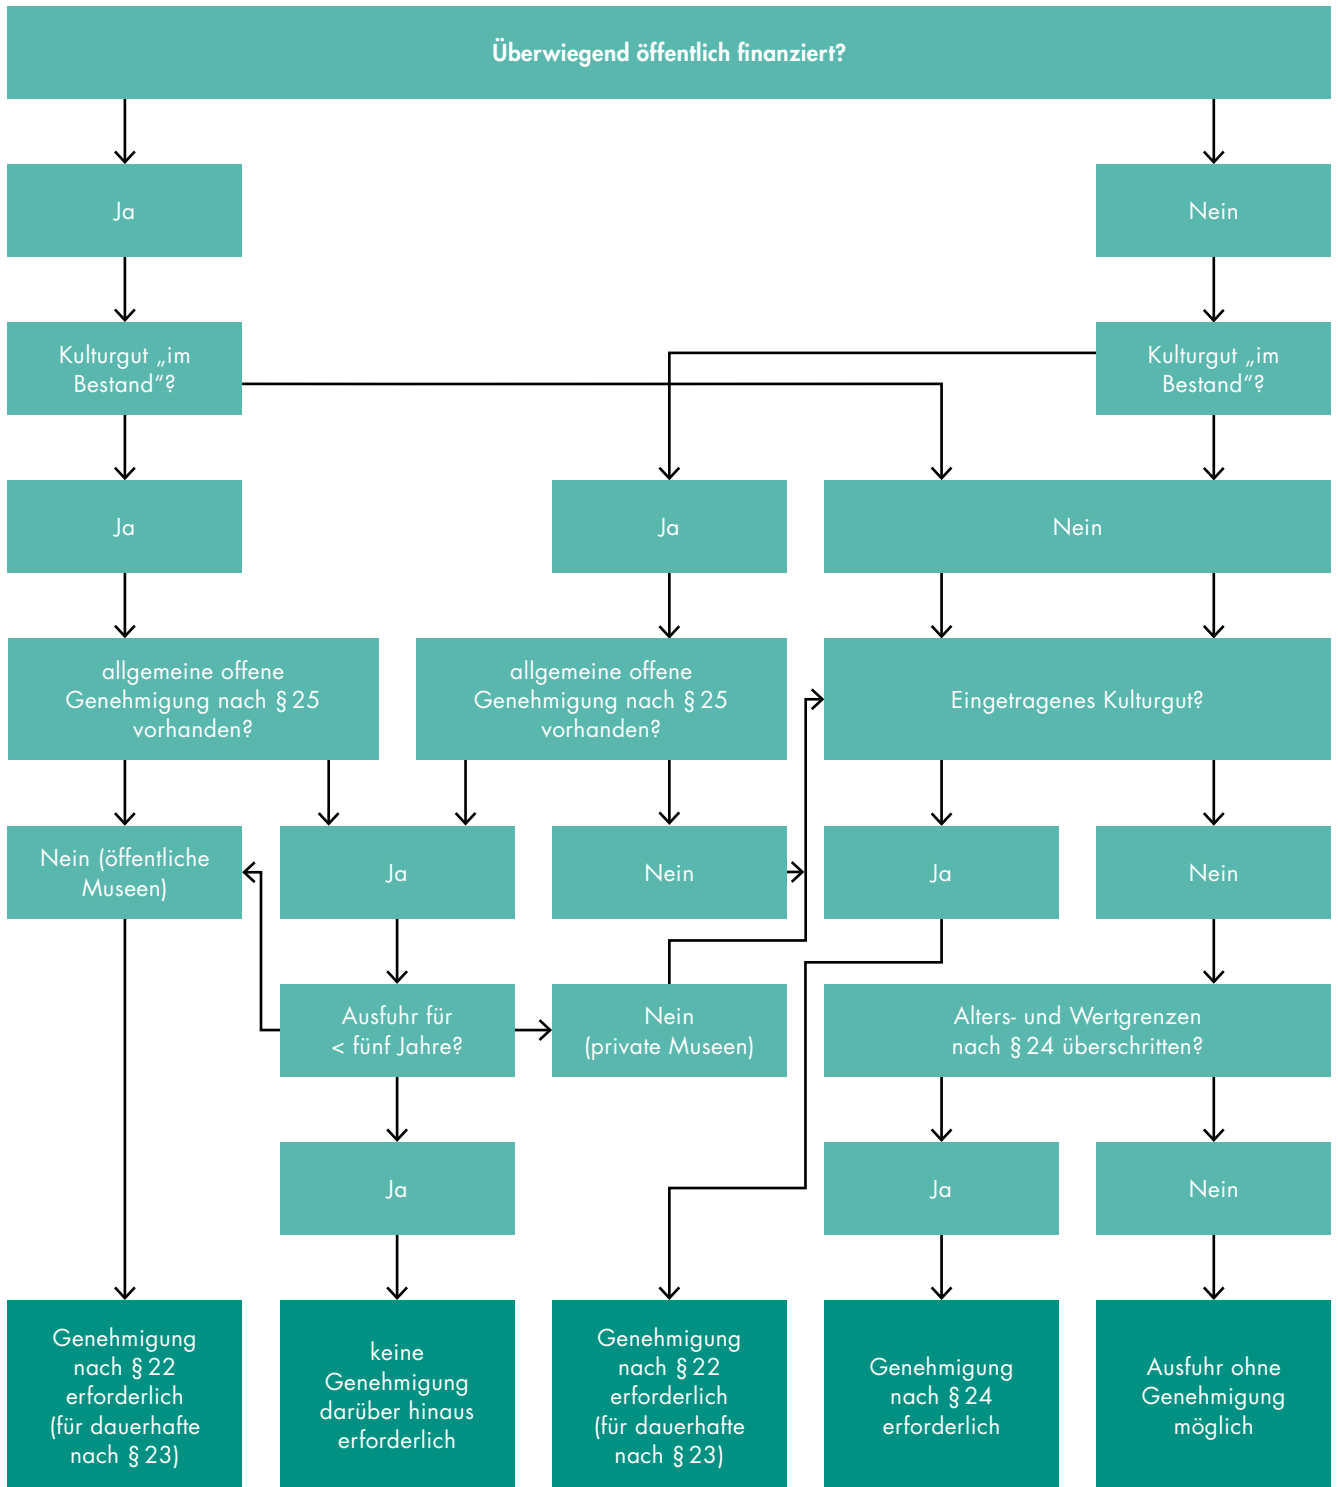 Überwiegend öffentlich finanziert?
Ja
Nein
Kulturgut „im
Bestand“?
Kulturgut „im
Bestand“?
Ja
Ja
Nein
allgemeine offene
Genehmigung nach § 25
vorhanden?
allgemeine offene
Genehmigung nach § 25
vorhanden?
Eingetragenes Kulturgut?
Nein (öffentliche
Museen)
Ja
Nein
Ja
Nein
Ausfuhr für
< fünf Jahre?
Nein
(private Museen)
Alters- und Wertgrenzen
nach § 24 überschritten?
Ja
Ja
Nein
Genehmigung
nach § 22
erforderlich
(für dauerhafte
nach § 23)
keine
Genehmigung
darüber hinaus
erforderlich
Genehmigung
nach § 22
erforderlich
(für dauerhafte
nach § 23)
Genehmigung
nach § 24
erforderlich
Ausfuhr ohne
Genehmigung
möglich